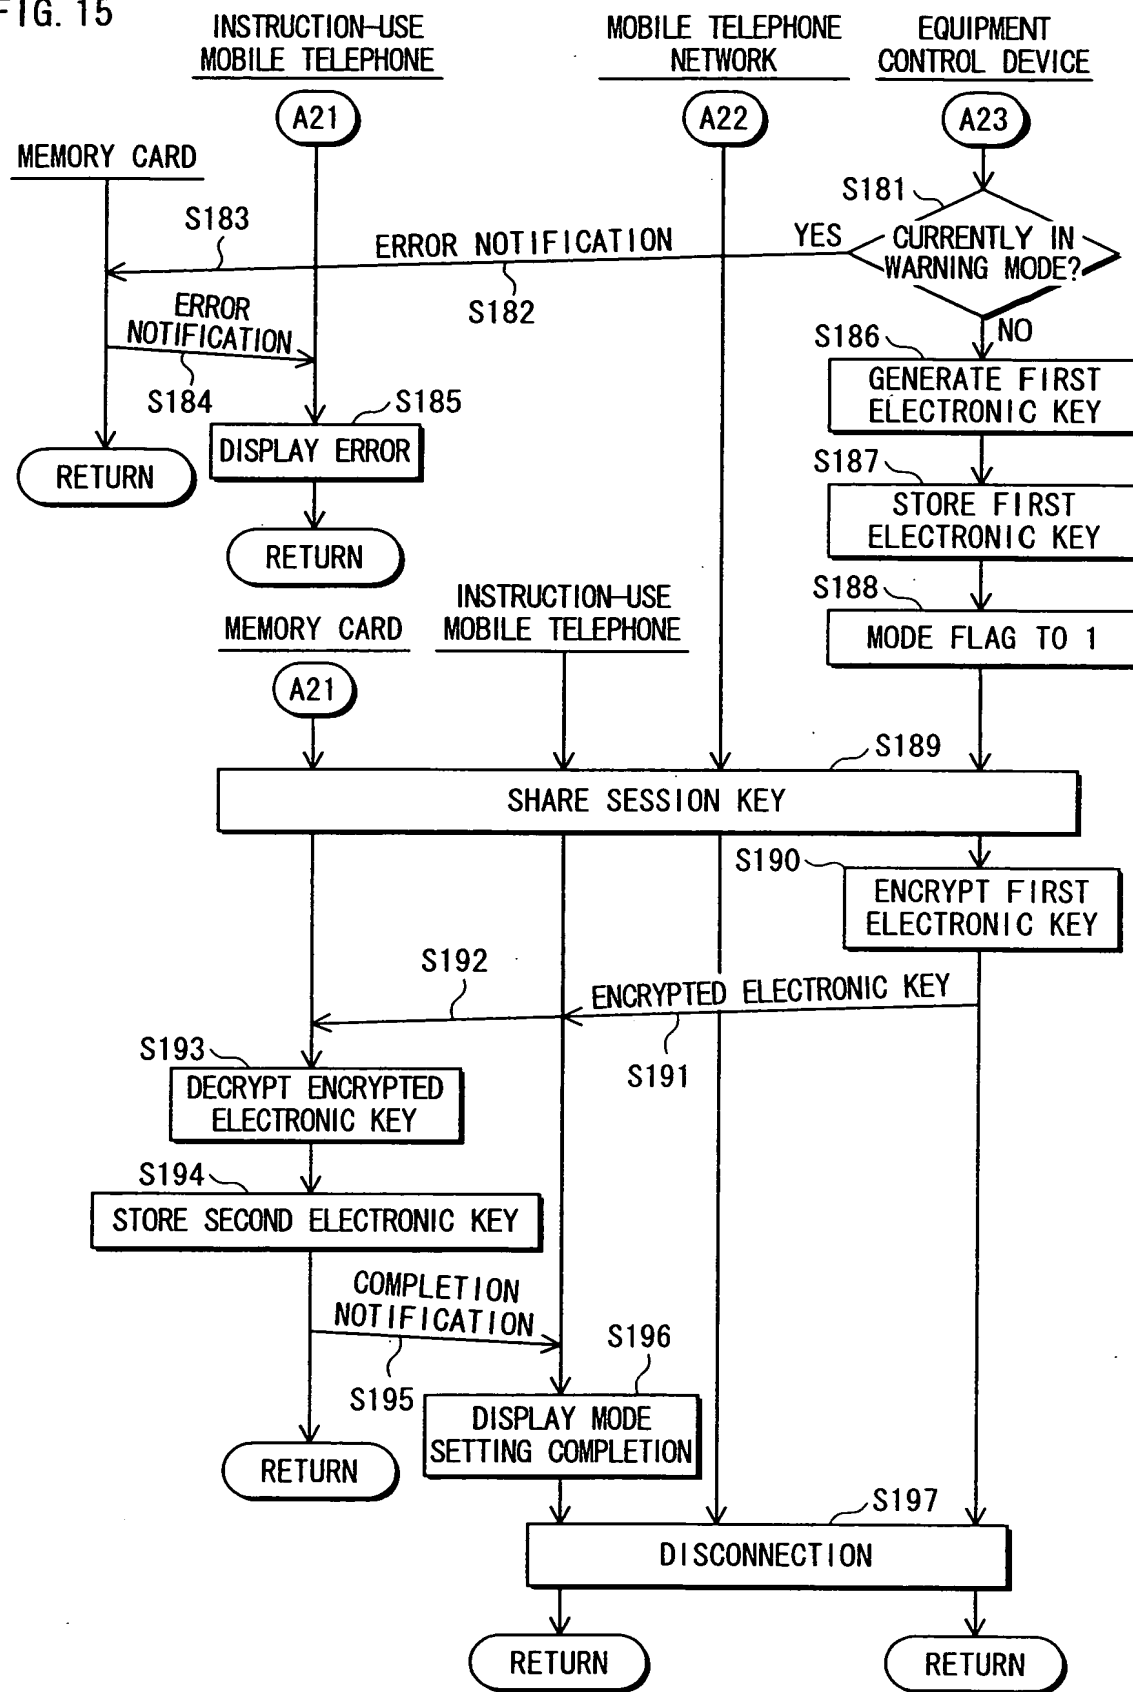 FIG. 15
INSTRUCTION-USE
MOBILE TELEPHONE
MOBILE TELEPHONE
NETWORK
EQUIPMENT
CONTROL DEVICE
A21
A22
A23
MEMORY CARD
S181
S183
ERROR NOTIFICATION
YES
CURRENTLY IN
WARNING MODE?
S182
ERROR
NOTIFICATION
NO
S186
S184
GENERATE FIRST
ELECTRONIC KEY
S185
DISPLAY ERROR
RETURN
S187
STORE FIRST
ELECTRONIC KEY
RETURN
S188
INSTRUCTION-USE
MOBILE TELEPHONE
MEMORY CARD
MODE FLAG TO 1
A21
S189
SHARE SESSION KEY
S190
ENCRYPT FIRST
ELECTRONIC KEY
S192
ENCRYPTED ELECTRONIC KEY
S193
S191
DECRYPT ENCRYPTED
ELECTRONIC KEY
S194
STORE SECOND ELECTRONIC KEY
COMPLETION
NOTIFICATION
S196
S195
DISPLAY MODE
SETTING COMPLETION
RETURN
S197
DISCONNECTION
RETURN
RETURN